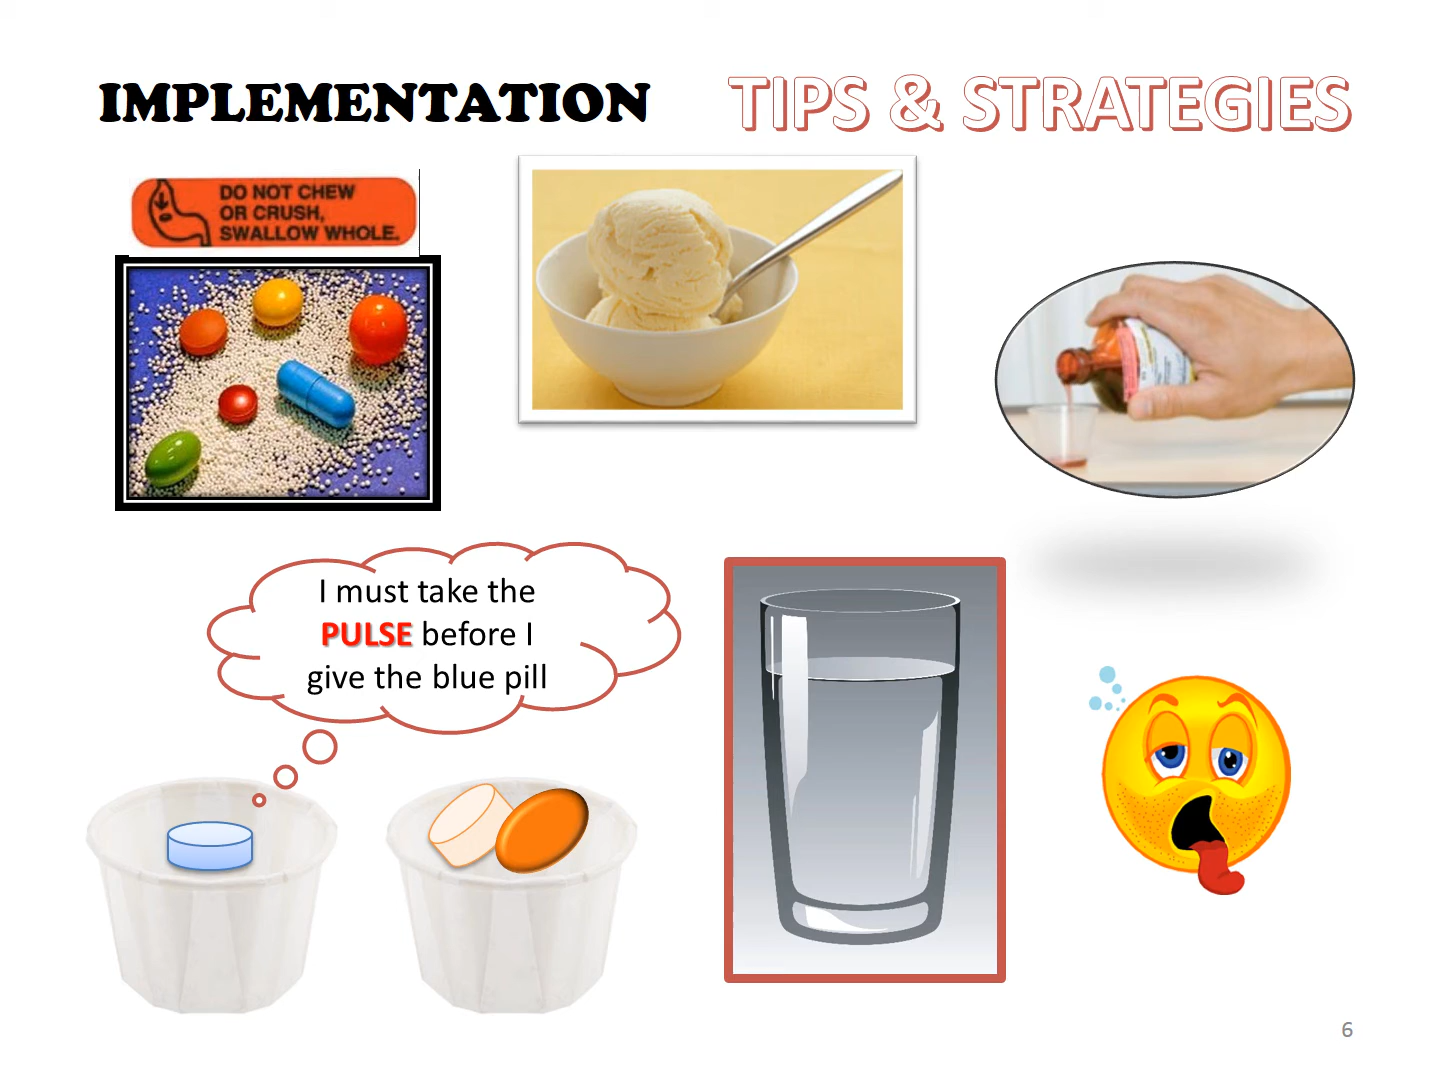 IMPLEMENTATION
TIPS & STRATEGIES
DO NOT CHEW
OR CRUSH,
SWALLOW WHOLE.
I must take the
PULSE before I
give the blue pill
6